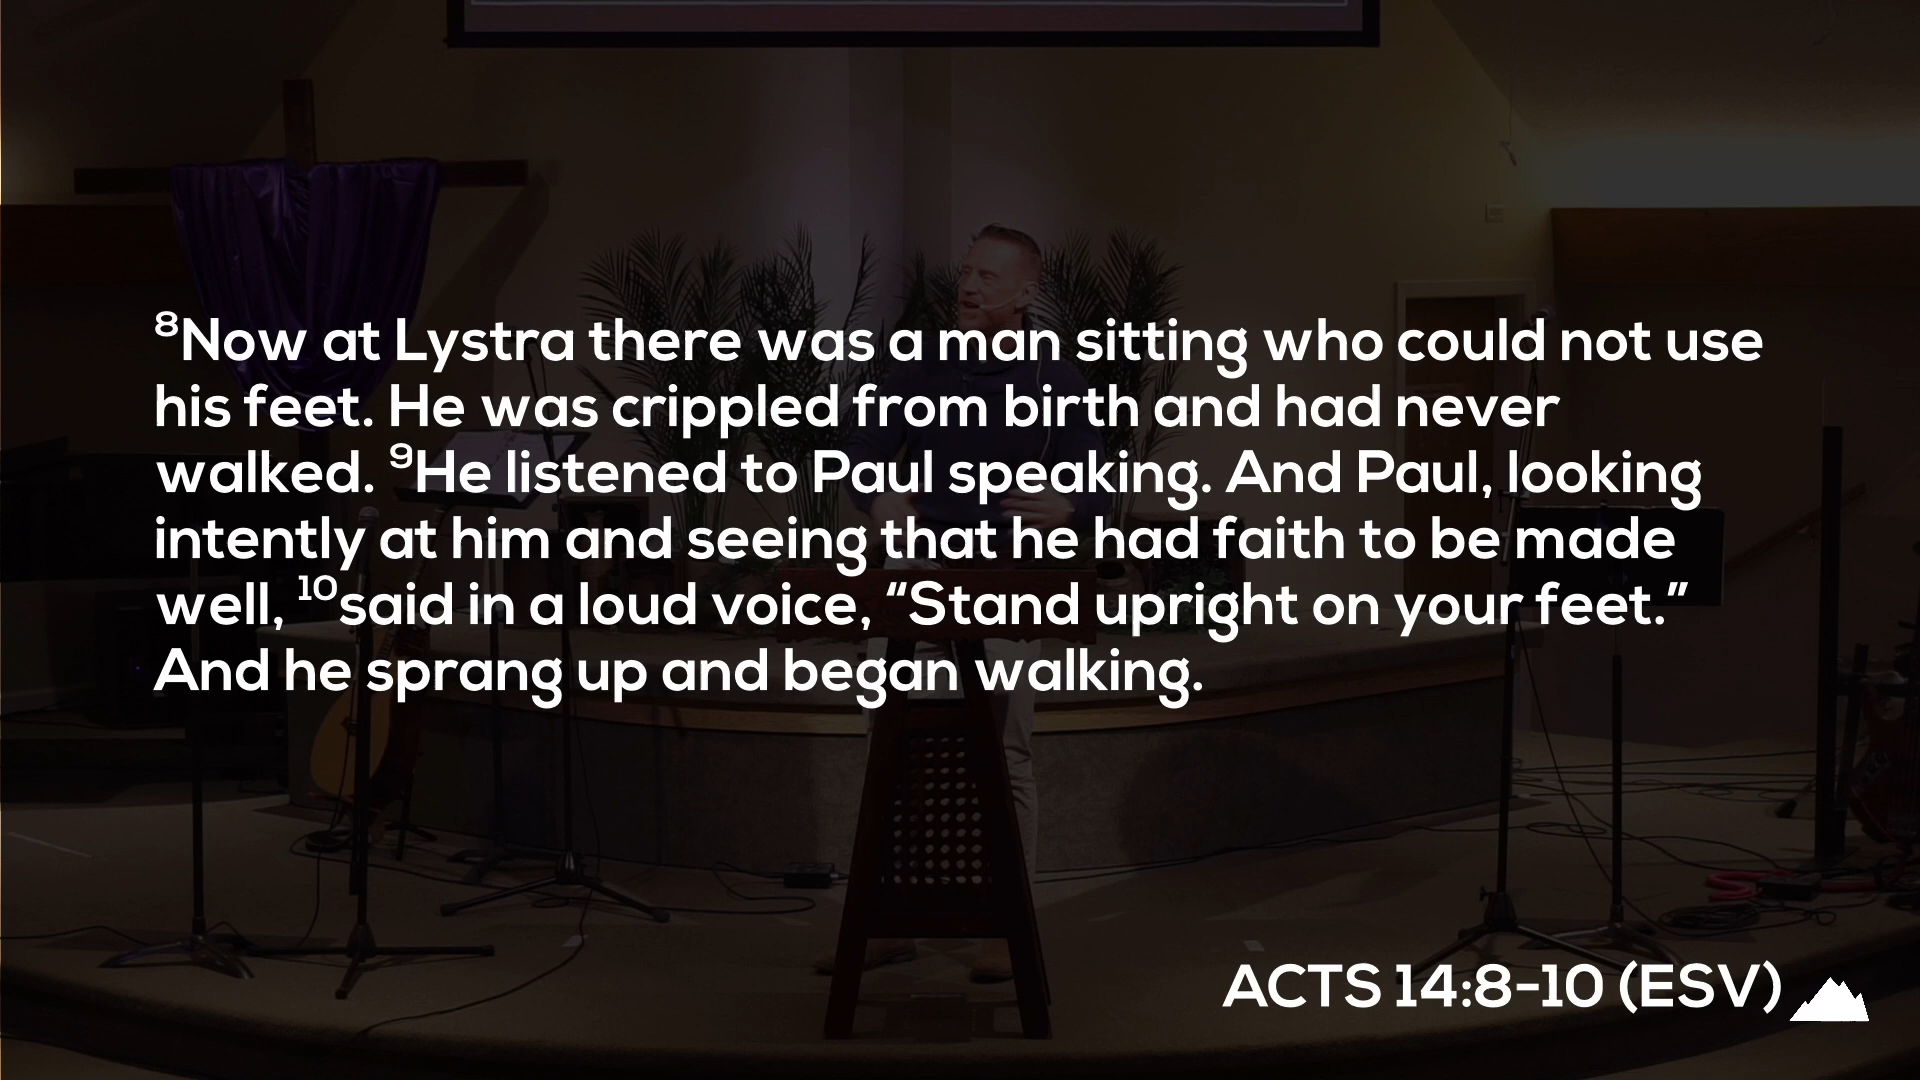 ⁸Now at Lystra there was a man sitting who could not use
his feet. He was crippled from birth and had never
walked. ⁹He listened to Paul speaking. And Paul, looking
intently at him and seeing that he had faith to be made
well, ¹⁰said in a loud voice, “Stand upright on your feet.”
And he sprang up and began walking.
ACTS 14:8-10 (ESV)